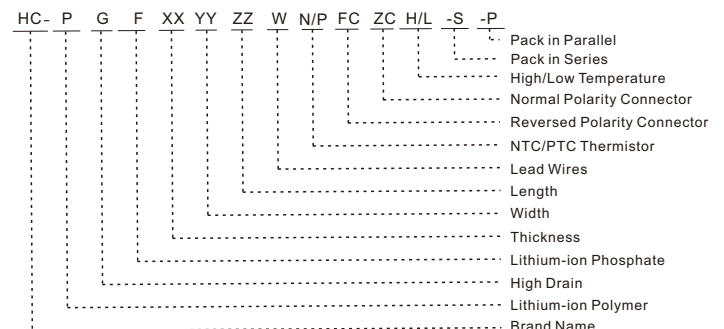 HC- P G F XX YY ZZ W N/P FC ZC H/L -S -P
Pack in Parallel
Pack in Series
High/Low Temperature
Normal Polarity Connector
Reversed Polarity Connector
NTC/PTC Thermistor
Lead Wires
Length
Width
Thickness
Lithium-ion Phosphate
High Drain
Lithium-ion Polymer
Brand Name